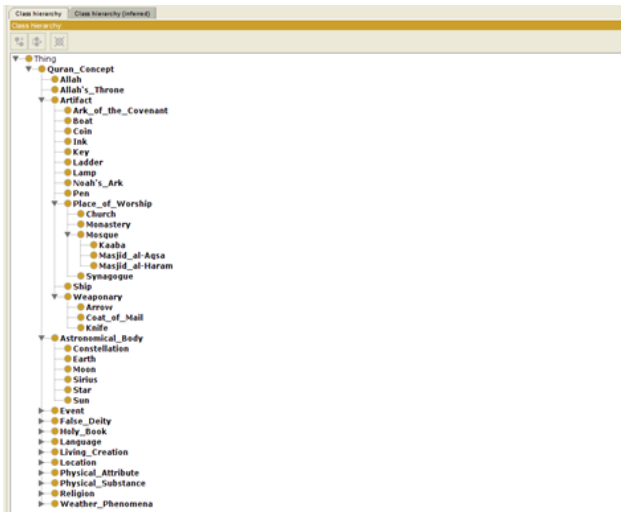 Class hierarchy Class hierarchy (inferred)
Class hierarchy
Thing
Quran_Concept
Allah
Allah's_Throne
Artifact
Ark_of_the_Covenant
Boat
Coin
Ink
Key
Ladder
Lamp
Noah's_Ark
Pen
Place_of_Worship
Church
Monastery
Mosque
Kaaba
Masjid_al-Aqsa
Masjid_al-Haram
Synagogue
Ship
Weaponary
Arrow
Coat_of_Mail
Knife
Astronomical_Body
Constellation
Earth
Moon
Sirius
Star
Sun
Event
False_Deity
Holy_Book
Language
Living_Creation
Location
Physical_Attribute
Physical_Substance
Religion
Weather_Phenomena